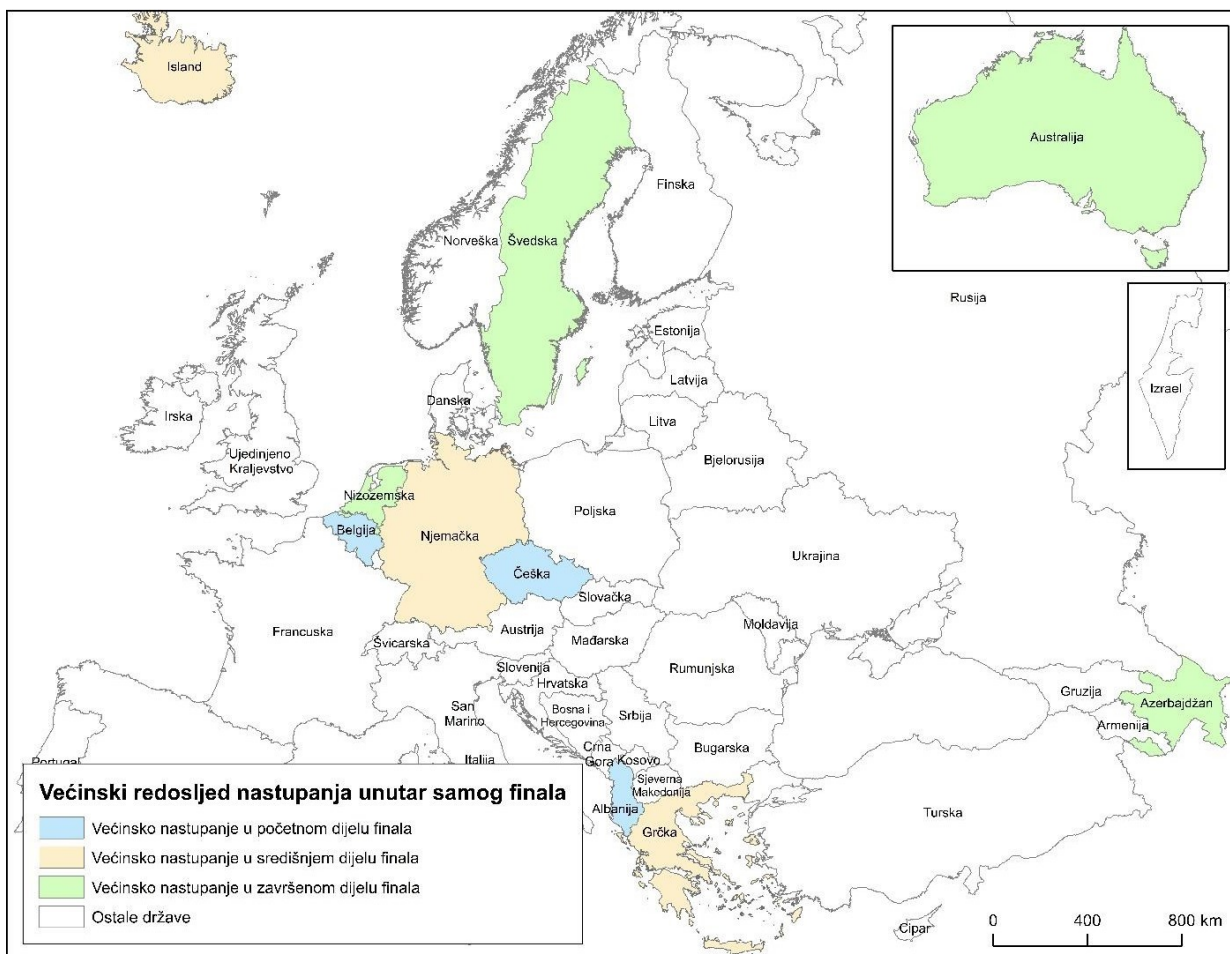 Island
Australija
Finska
Norveška
Švedska
Rusija
Estonija
Izrael
Latvija
Danska
Litva
Irska
Ujedinjeno
Kraljevstvo
Bjelorusija
Nizozemska
Poljska
Belgija
Njemačka
Ukrajina
Češka
Slovačka
Francuska
Austrija
Moldavija
Švicarska
Mađarska
Rumunjska
Slovenija
Hrvatska
Gruzija
Azerbajdžan
San
Marino
Bosna i
Hercegovina
Srbija
Armenija
Crna
Gora
Kosovo
Bugarska
Italija
Portugal
Sjeverna
Makedonija
Albanija
Grčka
Turska
Cipar
Većinski redosljed nastupanja unutar samog finala
Većinsko nastupanje u početnom dijelu finala
Većinsko nastupanje u središnjem dijelu finala
Većinsko nastupanje u završenom dijelu finala
Ostale države
0 400 800 km